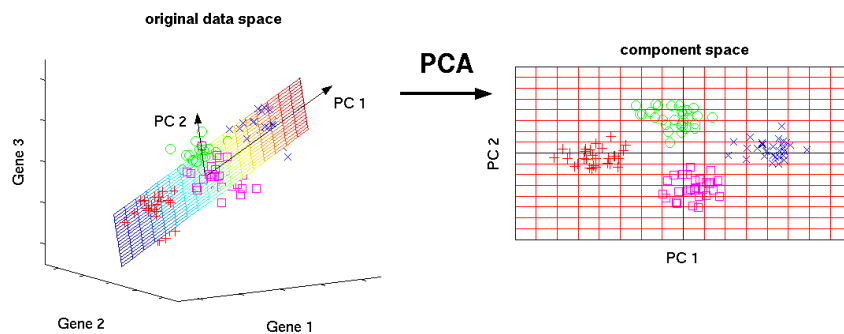 original data space
PCA
component space
PC 1
PC 2
Gene 3
Gene 2
Gene 1
PC 2
PC 1